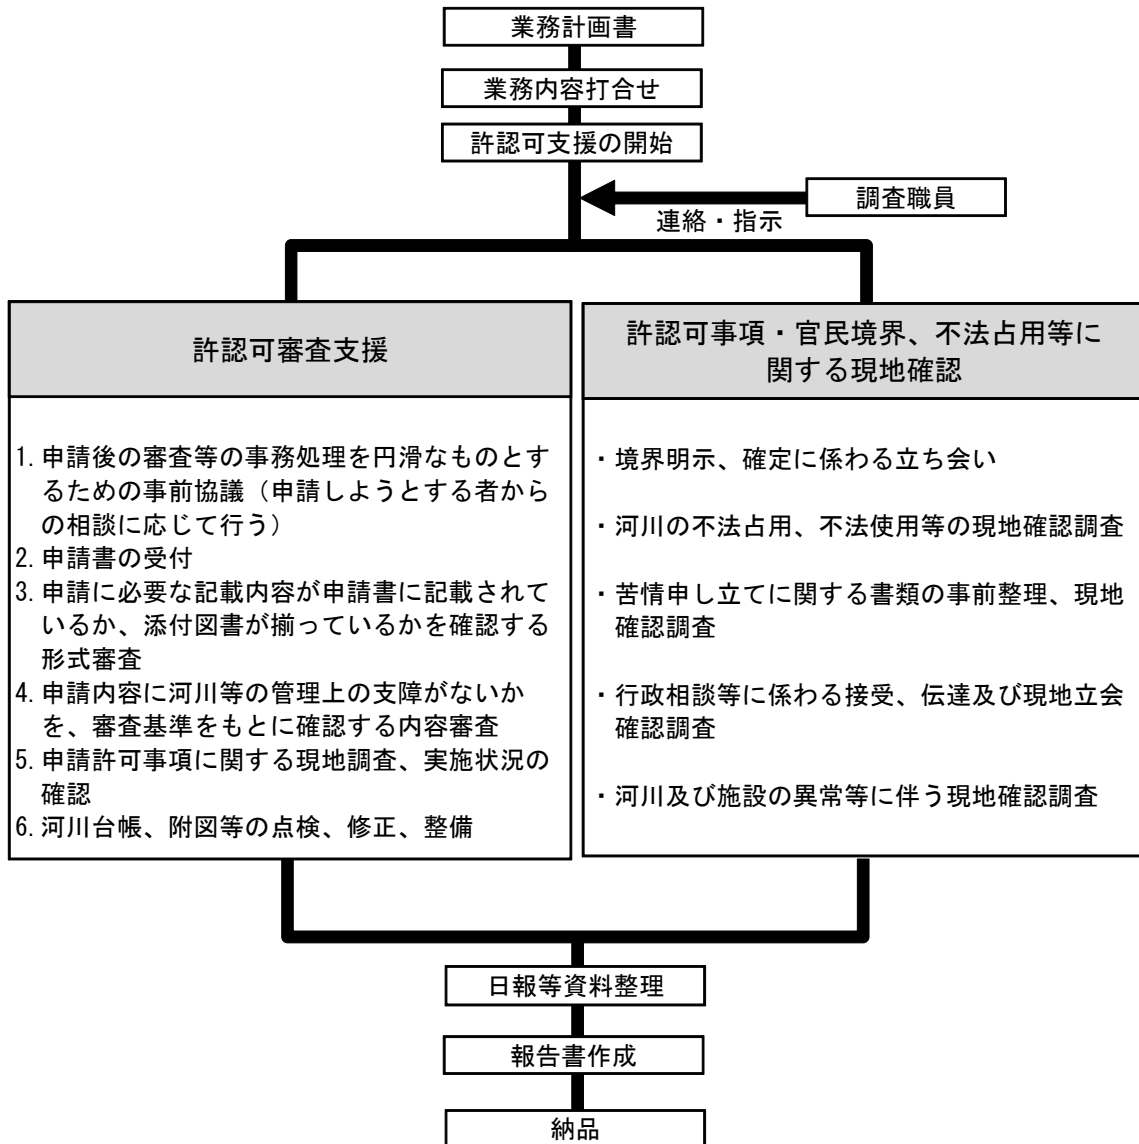 業務計画書
業務内容打合せ
許認可支援の開始
調査職員
連絡・指示
許認可審査支援
1. 申請後の審査等の事務処理を円滑なものとす
るための事前協議（申請しようとする者から
の相談に応じて行う）
2. 申請書の受付
3. 申請に必要な記載内容が申請書に記載されて
いるか、添付図書が揃っているかを確認する
形式審査
4. 申請内容に河川等の管理上の支障がないか
を、審査基準をもとに確認する内容審査
5. 申請許可事項に関する現地調査、実施状況の
確認
6. 河川台帳、附図等の点検、修正、整備
許認可事項・官民境界、不法占用等に
関する現地確認
・境界明示、確定に係わる立ち会い
・河川の不法占用、不法使用等の現地確認調査
・苦情申し立てに関する書類の事前整理、現地
確認調査
・行政相談等に係わる接受、伝達及び現地立会
確認調査
・河川及び施設の異常等に伴う現地確認調査
日報等資料整理
報告書作成
納品